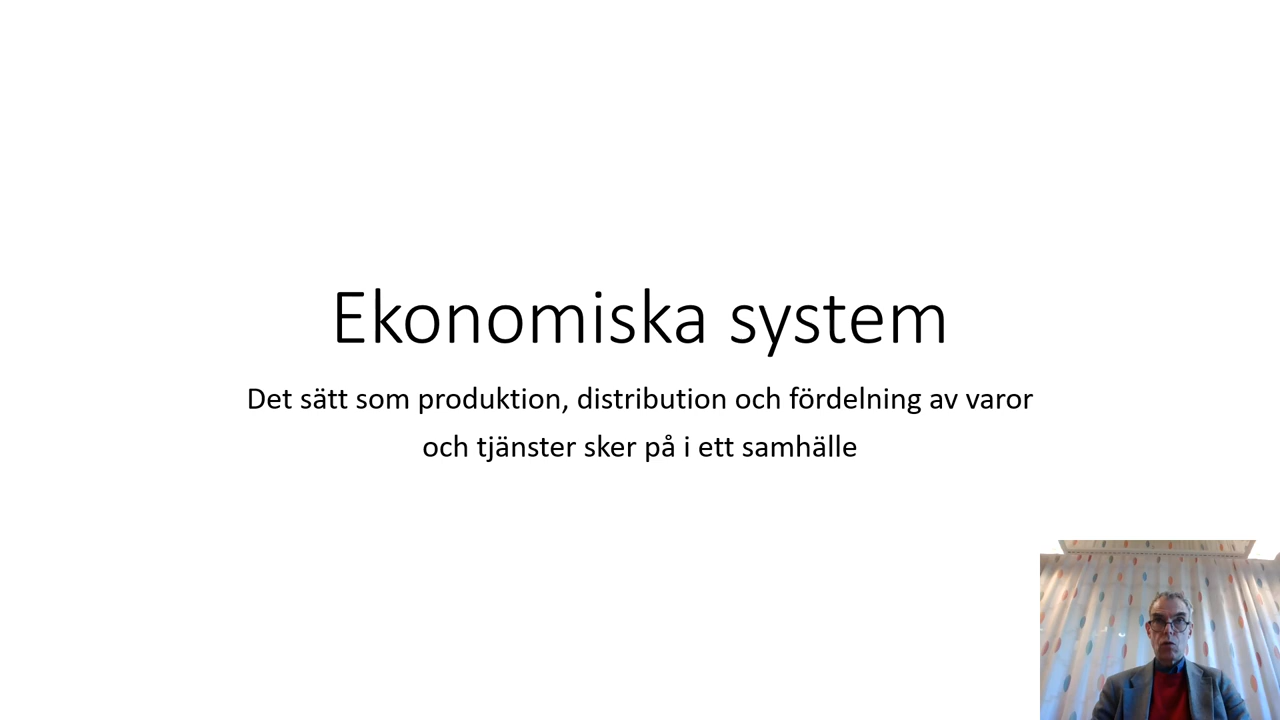 Ekonomiska system
Det sätt som produktion, distribution och fördelning av varor
och tjänster sker på i ett samhälle